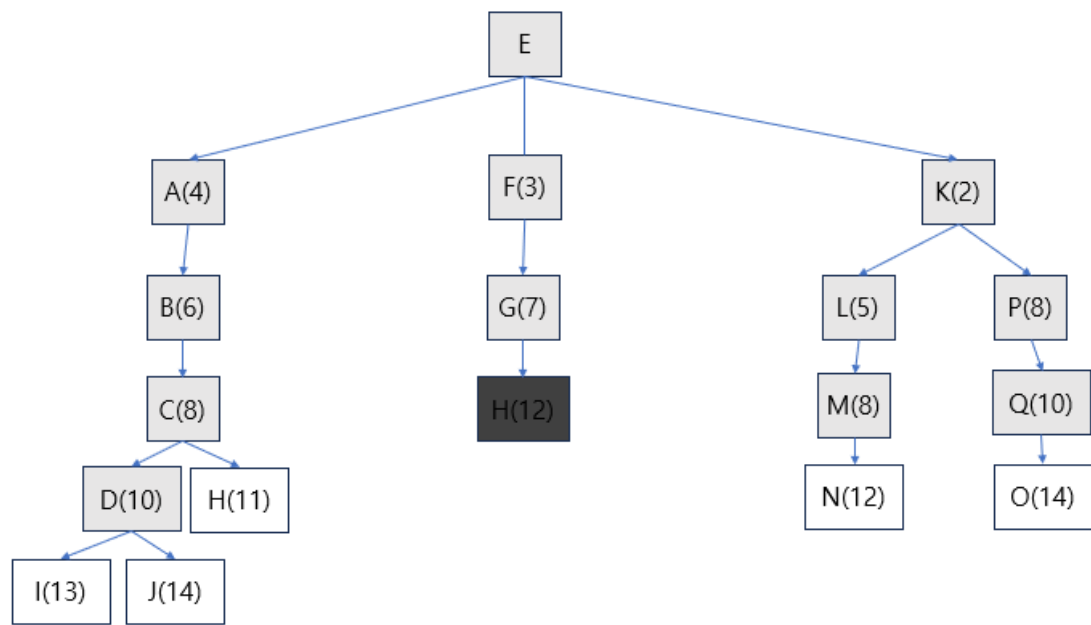 E
A(4)
F(3)
K(2)
B(6)
G(7)
L(5)
P(8)
C(8)
H(12)
M(8)
Q(10)
D(10)
H(11)
N(12)
O(14)
I(13)
J(14)